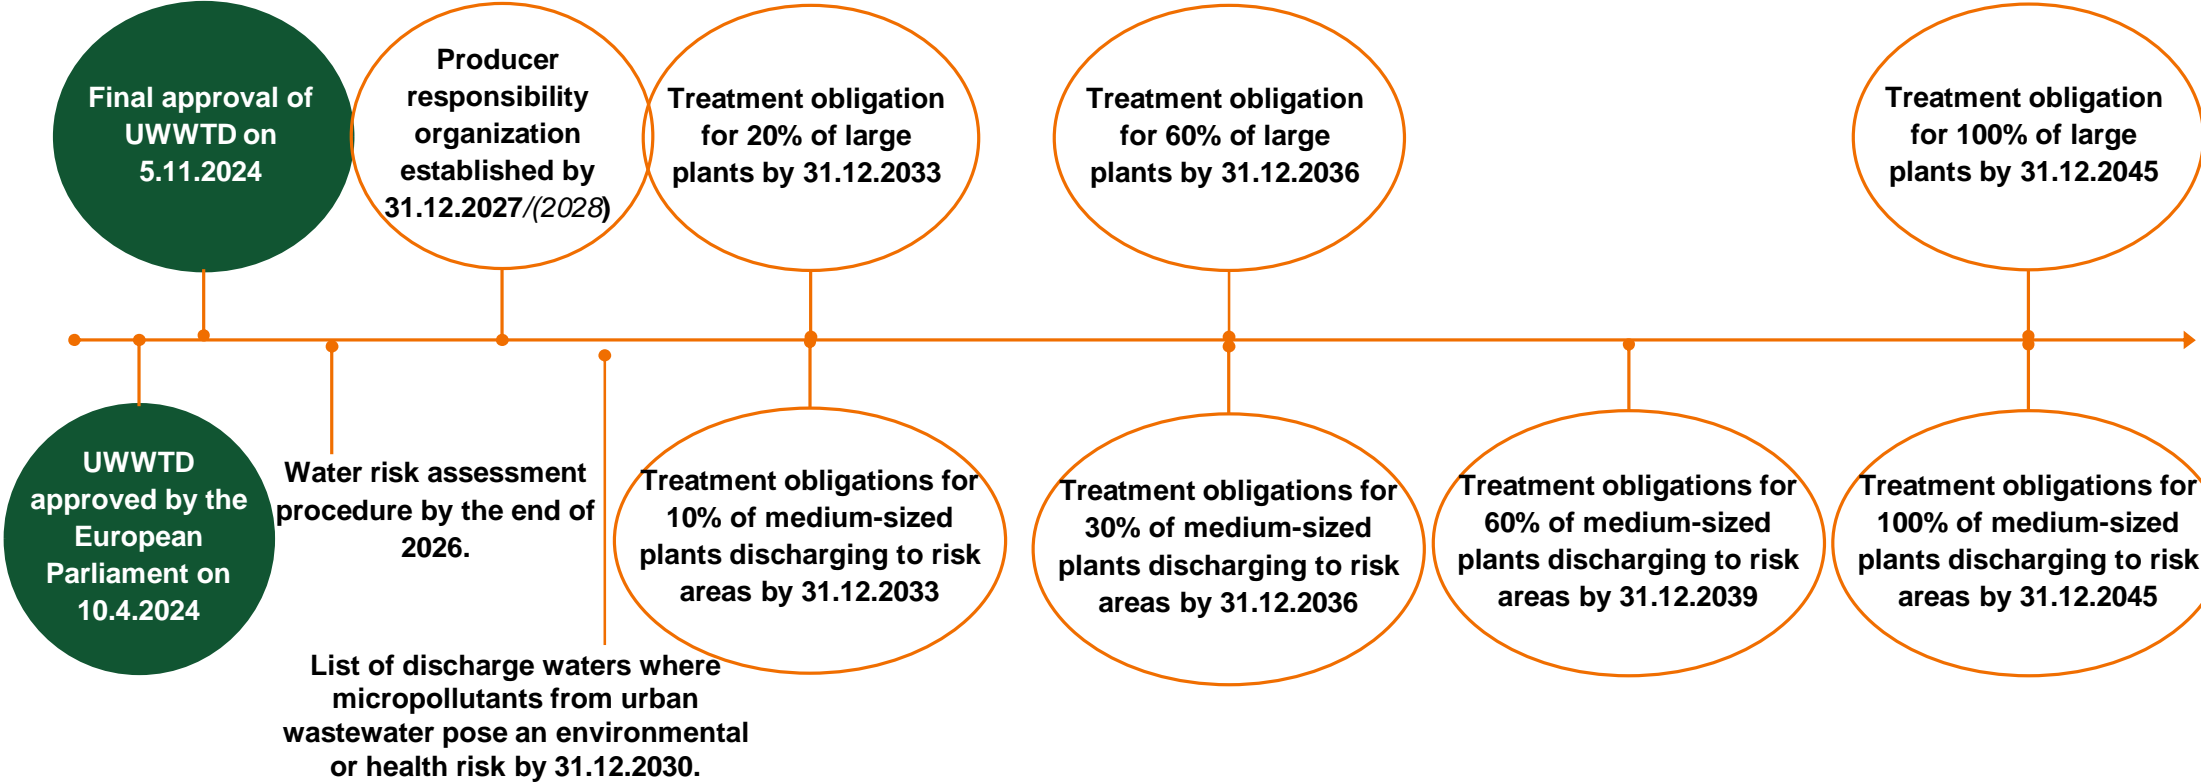 Final approval of
UWWTD on
5.11.2024
Producer
responsibility
organization
established by
31.12.2027/(2028)
Treatment obligation
for 20% of large
plants by 31.12.2033
Treatment obligation
for 60% of large
plants by 31.12.2036
Treatment obligation
for 100% of large
plants by 31.12.2045
UWWTD
approved by the
European
Parliament on
10.4.2024
Water risk assessment
procedure by the end of
2026.
List of discharge waters where
micropollutants from urban
wastewater pose an environmental
or health risk by 31.12.2030.
Treatment obligations for
10% of medium-sized
plants discharging to risk
areas by 31.12.2033
Treatment obligations for
30% of medium-sized
plants discharging to risk
areas by 31.12.2036
Treatment obligations for
60% of medium-sized
plants discharging to risk
areas by 31.12.2039
Treatment obligations for
100% of medium-sized
plants discharging to risk
areas by 31.12.2045